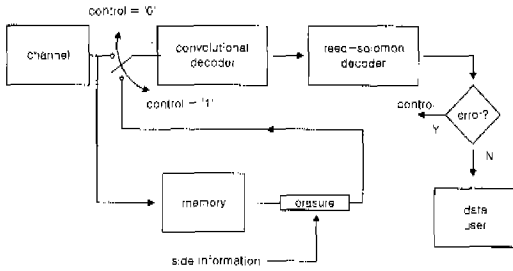 control = '0'
channel
convolutional
decoder
reed-solomon
decoder
control = '1'
control
error?
Y
N
memory
erasure
data
user
side information